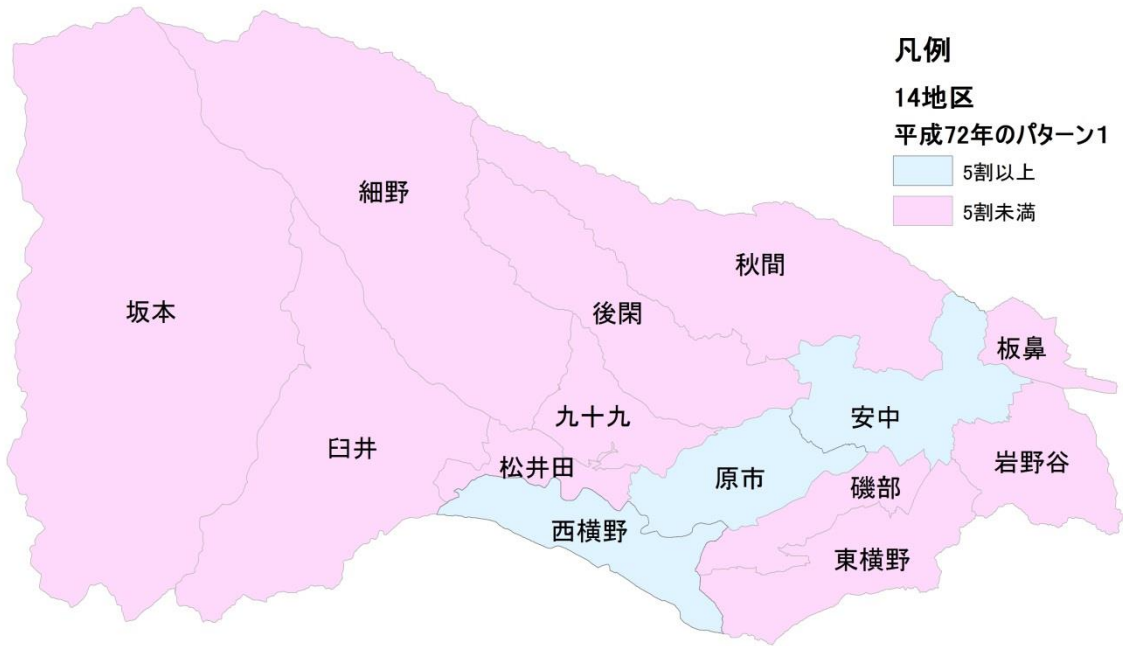 凡例
14地区
平成72年のパターン1
5割以上
5割未満
細野
秋間
坂本
後閑
板鼻
九十九
安中
臼井
松井田
原市
磯部
岩野谷
西横野
東横野